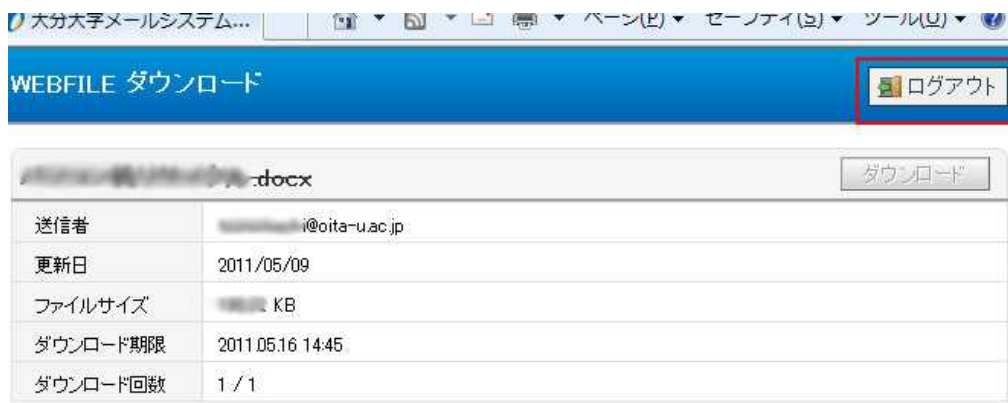 大分大学メールシステム... ページ(P) セーフティ(S) ツール(O)
WEBFILE ダウンロード ログアウト
.docx ダウンロード
送信者 i@oita-u.ac.jp
更新日 2011/05/09
ファイルサイズ KB
ダウンロード期限 2011.05.16 14:45
ダウンロード回数 1 / 1